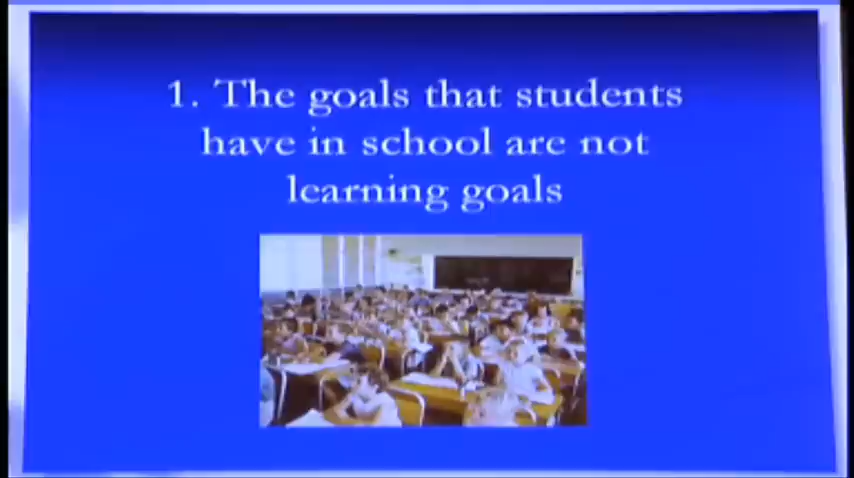 1. The goals that students
have in school are not
learning goals